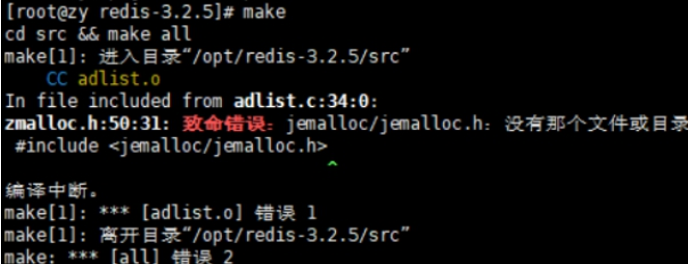 [root@zy redis-3.2.5]# make
cd src && make all
make[1]: 进入目录“/opt/redis-3.2.5/src”
CC adlist.o
In file included from adlist.c:34:0:
zmalloc.h:50:31: 致命错误：jemalloc/jemalloc.h：没有那个文件或目录
#include <jemalloc/jemalloc.h>
^
编译中断。
make[1]: *** [adlist.o] 错误 1
make[1]: 离开目录“/opt/redis-3.2.5/src”
make: *** [all] 错误 2